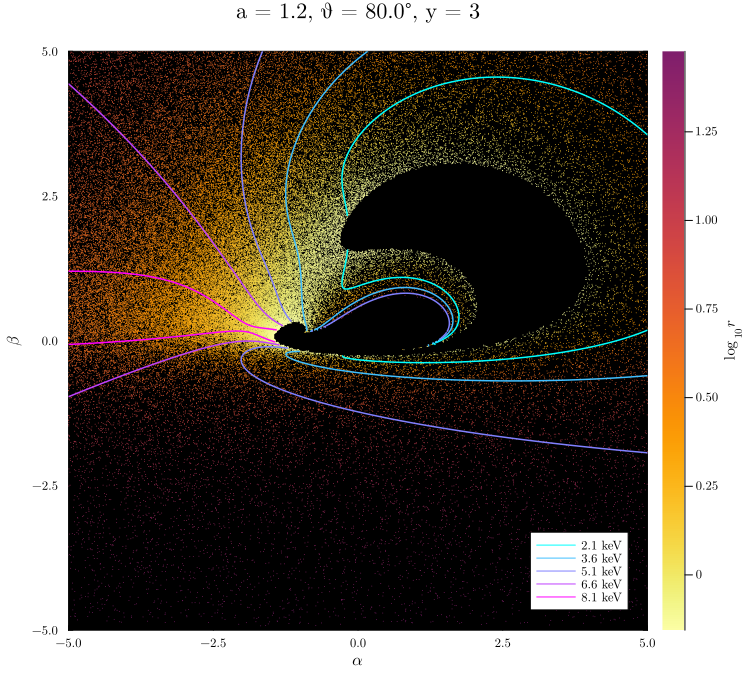 a = 1.2, ϑ = 80.0°, y = 3
5.0
2.5
0.0
−2.5
−5.0
β
−5.0
−2.5
0.0
2.5
5.0
α
2.1 keV
3.6 keV
5.1 keV
6.6 keV
8.1 keV
1.25
1.00
0.75
0.50
0.25
0
log₁₀ r